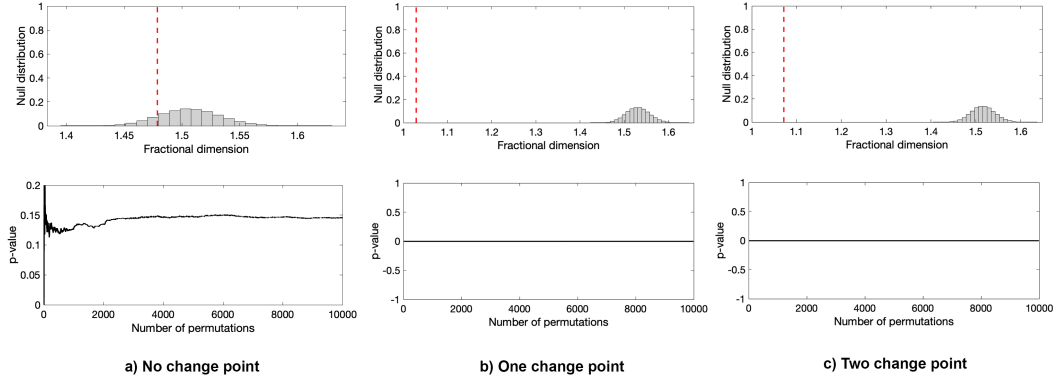 1
0.8
0.6
0.4
0.2
0
Null distribution
1.4 1.45 1.5 1.55 1.6
Fractional dimension
1
0.8
0.6
0.4
0.2
0
Null distribution
1 1.1 1.2 1.3 1.4 1.5 1.6
Fractional dimension
1
0.8
0.6
0.4
0.2
0
Null distribution
1 1.1 1.2 1.3 1.4 1.5 1.6
Fractional dimension
0.2
0.15
0.1
0.05
0
p-value
0 2000 4000 6000 8000 10000
Number of permutations
1
0.5
0
-0.5
-1
p-value
0 2000 4000 6000 8000 10000
Number of permutations
1
0.5
0
-0.5
-1
p-value
0 2000 4000 6000 8000 10000
Number of permutations
a) No change point
b) One change point
c) Two change point